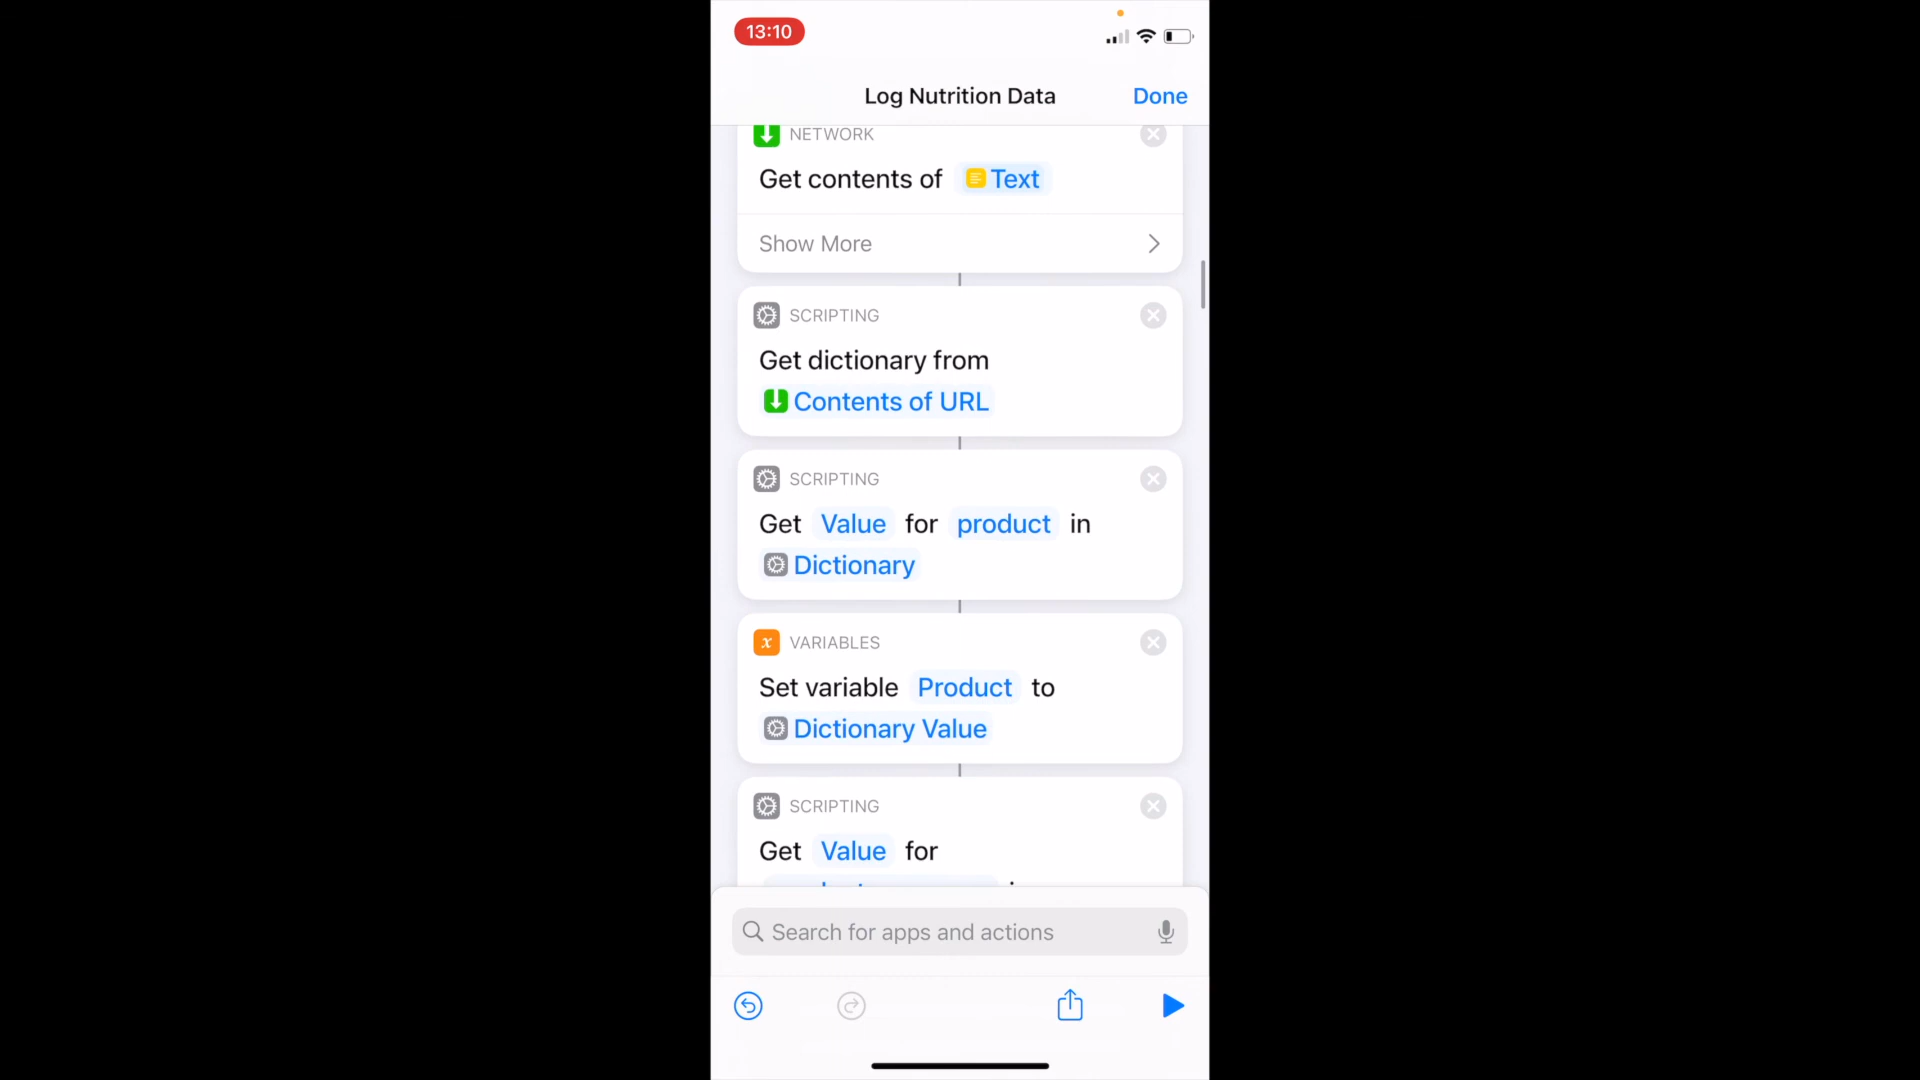 13:10
Log Nutrition Data
Done
NETWORK
Get contents of Text
Show More
SCRIPTING
Get dictionary from
Contents of URL
SCRIPTING
Get Value for product in
Dictionary
x VARIABLES
Set variable Product to
Dictionary Value
SCRIPTING
Get Value for
Search for apps and actions